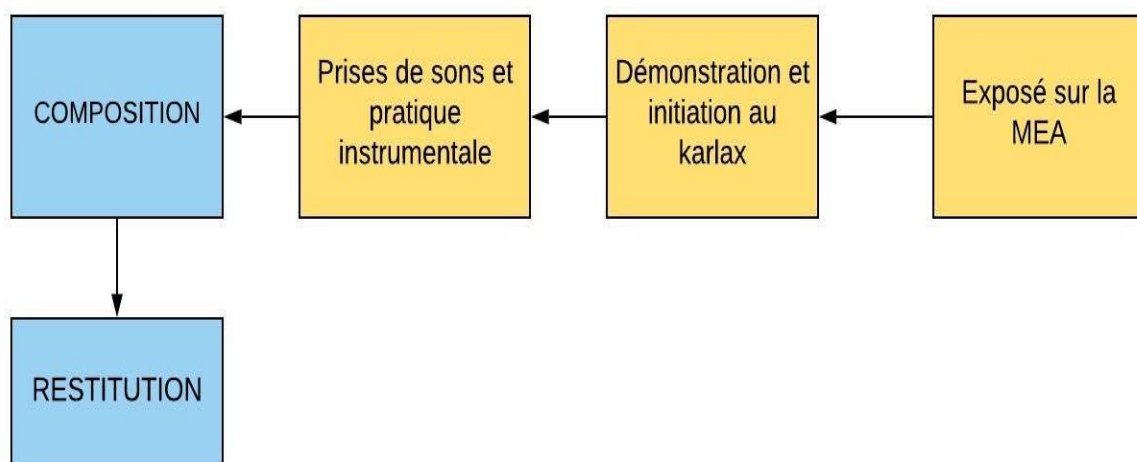 COMPOSITION
Prises de sons et
pratique
instrumentale
Démonstration et
initiation au
karlax
Exposé sur la
MEA
RESTITUTION